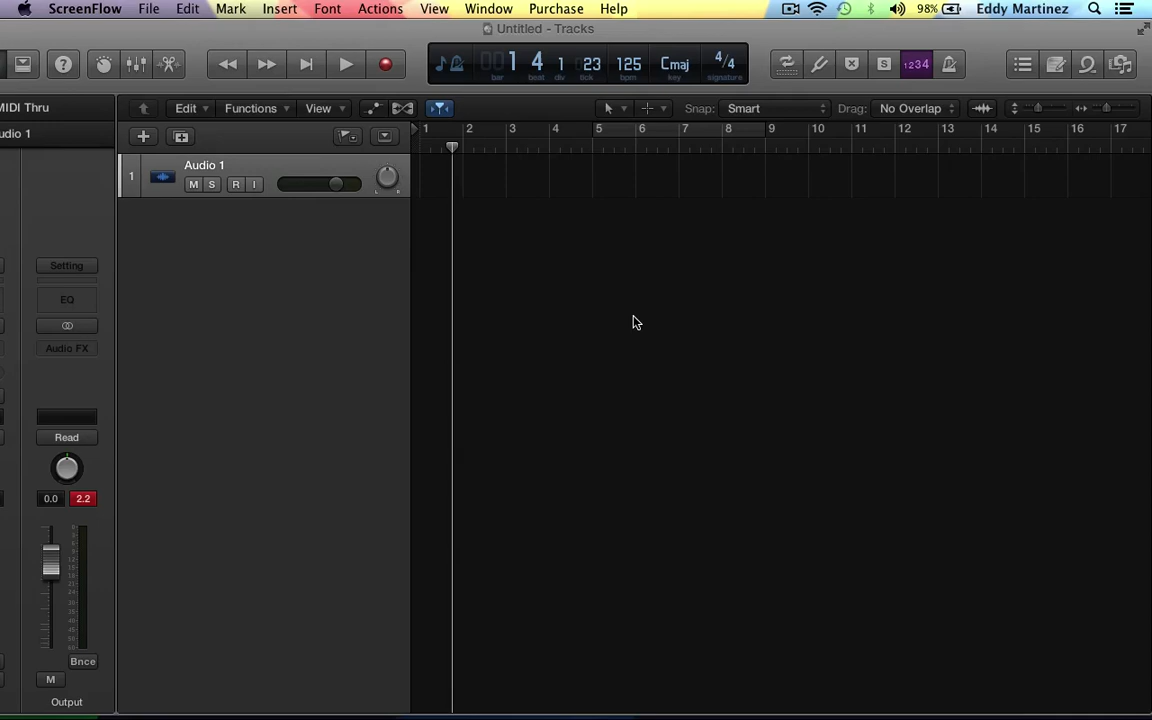 ScreenFlow File Edit Mark Insert Font Actions View Window Purchase Help 98% Eddy Martinez
Untitled - Tracks
1 4 1 23 125 Cmaj 4/4
bar beat div tick bpm key signature
S 1234
MIDI Thru
Edit Functions View Snap: Smart Drag: No Overlap
udio 1
1 2 3 4 5 6 7 8 9 10 11 12 13 14 15 16 17
1 Audio 1
M S R I
L R
Setting
EQ
Audio FX
Read
0.0 2.2
Bnce
M
Output